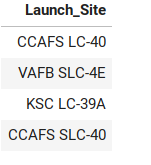 Launch_Site
CCAFS LC-40
VAFB SLC-4E
KSC LC-39A
CCAFS SLC-40